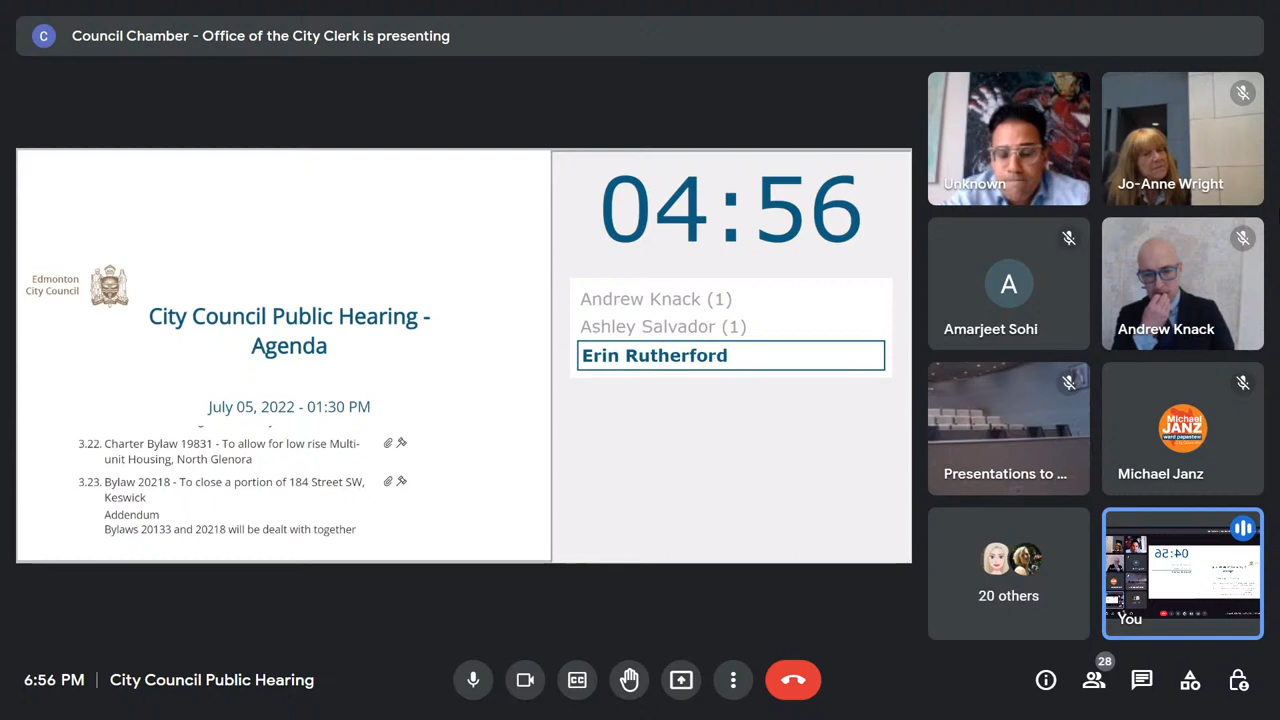 C
Council Chamber - Office of the City Clerk is presenting
Edmonton
City Council
City Council Public Hearing -
Agenda
July 05, 2022 - 01:30 PM
3.22. Charter Bylaw 19831 - To allow for low rise Multi-
unit Housing, North Glenora
3.23. Bylaw 20218 - To close a portion of 184 Street SW,
Keswick
Addendum
Bylaws 20133 and 20218 will be dealt with together
04:56
Andrew Knack (1)
Ashley Salvador (1)
Erin Rutherford
Unknown
Jo-Anne Wright
A
Amarjeet Sohi
Andrew Knack
Presentations to ...
Michael
JANZ
ward papastew
Michael Janz
20 others
04:56
You
6:56 PM
City Council Public Hearing
28